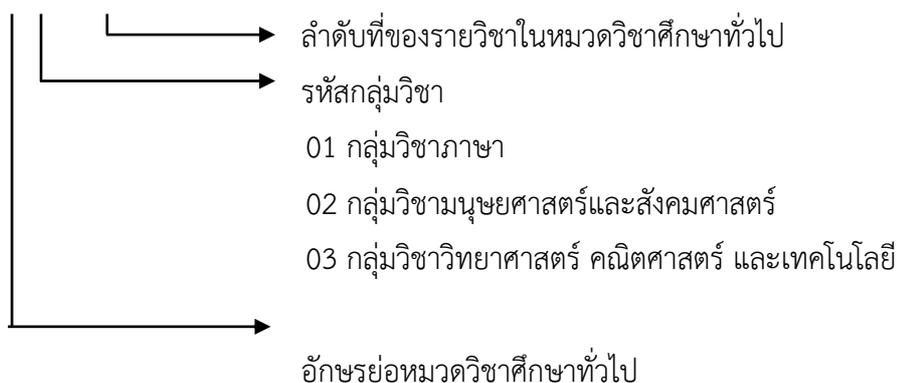 ลำดับที่ของรายวิชาในหมวดวิชาศึกษาทั่วไป
รหัสกลุ่มวิชา
01 กลุ่มวิชาภาษา
02 กลุ่มวิชามนุษยศาสตร์และสังคมศาสตร์
03 กลุ่มวิชาวิทยาศาสตร์ คณิตศาสตร์ และเทคโนโลยี
อักษรย่อหมวดวิชาศึกษาทั่วไป